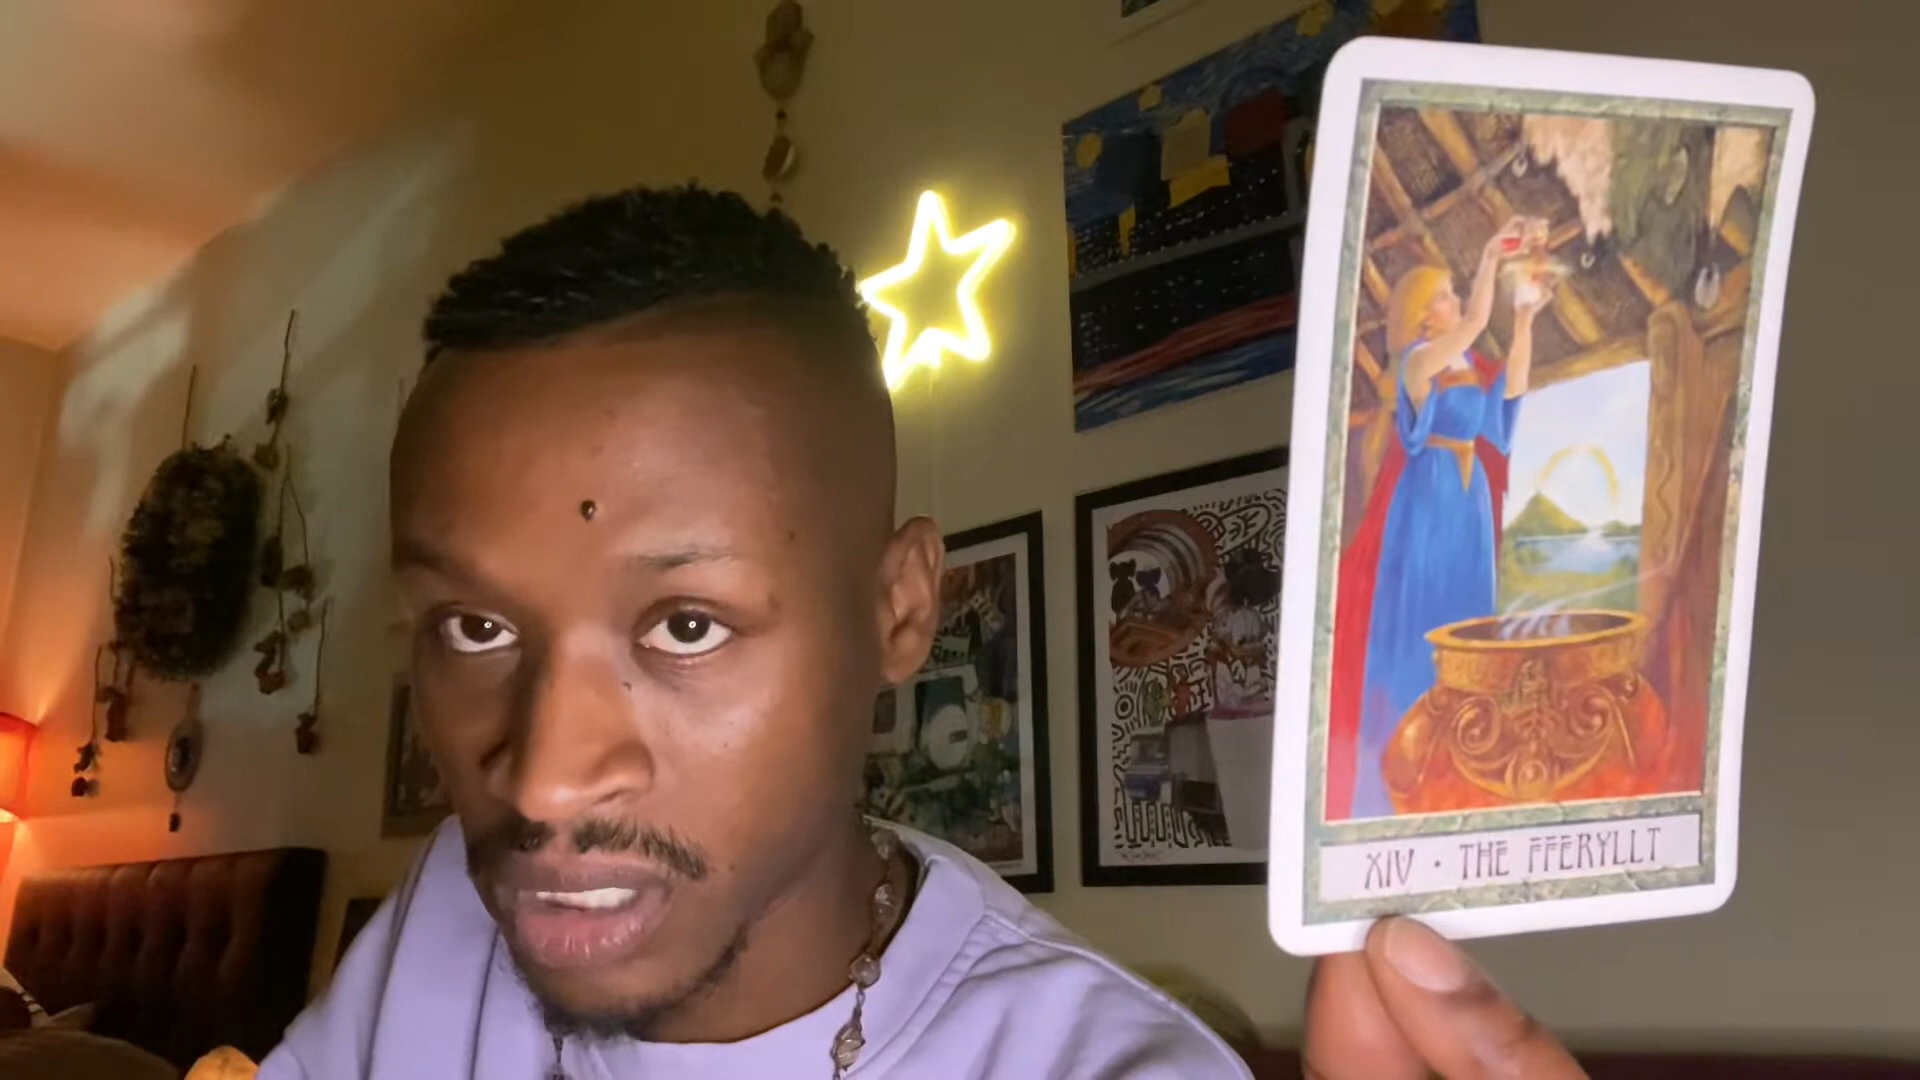 XIV • THE FFERYLLT